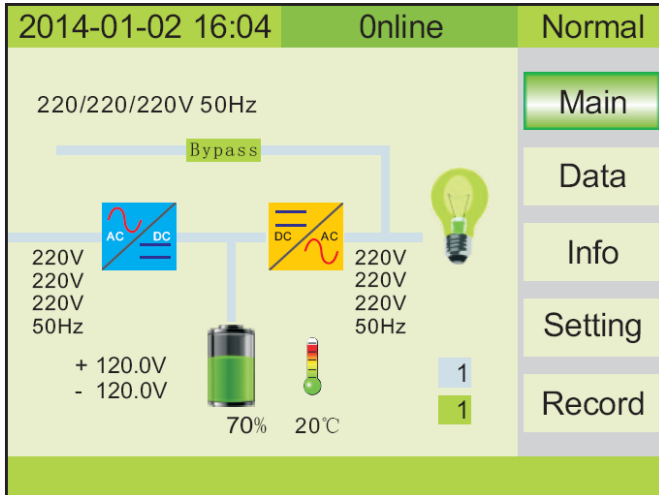 2014-01-02 16:04 0nline Normal
220/220/220V 50Hz
Main
Bypass
Data
AC DC
DC AC
220V
220V
220V
50Hz
220V
220V
220V
50Hz
Info
Setting
+ 120.0V
- 120.0V
70%
20℃
1
1
Record